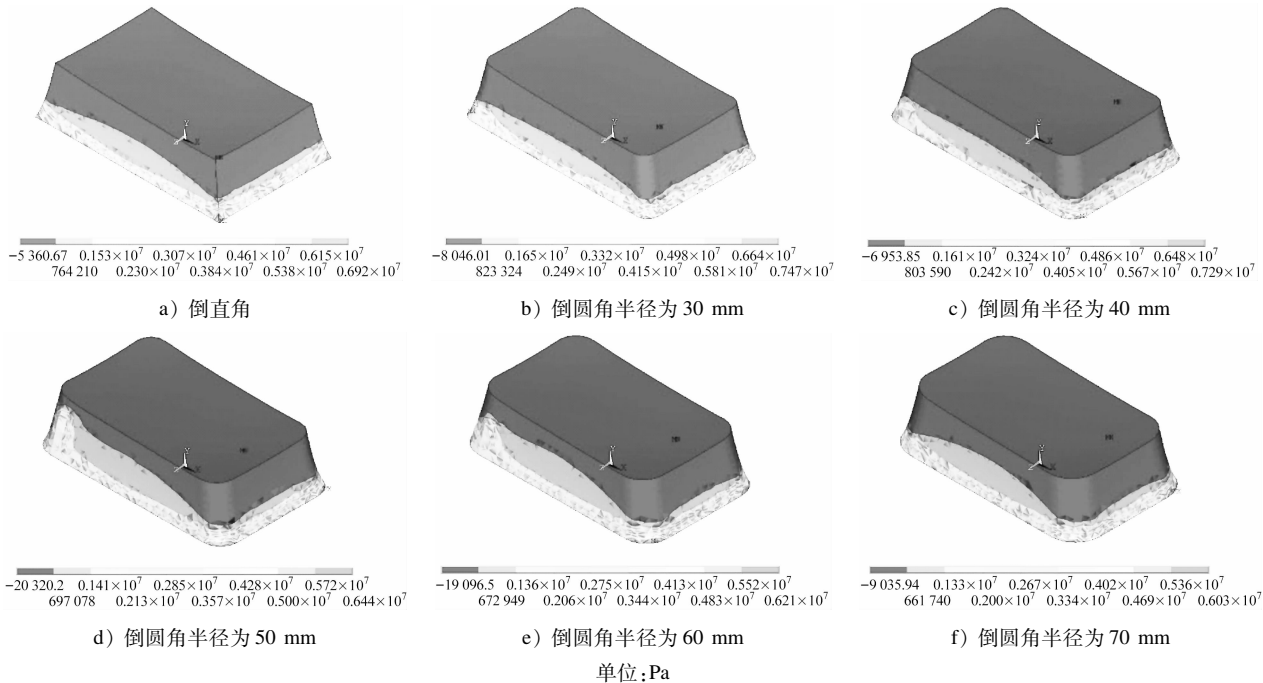 −5 360.67 0.153×10⁷ 0.307×10⁷ 0.461×10⁷ 0.615×10⁷
764 210 0.230×10⁷ 0.384×10⁷ 0.538×10⁷ 0.692×10⁷
a) 倒直角
−8 046.01 0.165×10⁷ 0.332×10⁷ 0.498×10⁷ 0.664×10⁷
823 324 0.249×10⁷ 0.415×10⁷ 0.581×10⁷ 0.747×10⁷
b) 倒圆角半径为 30 mm
−6 953.85 0.161×10⁷ 0.324×10⁷ 0.486×10⁷ 0.648×10⁷
803 590 0.242×10⁷ 0.405×10⁷ 0.567×10⁷ 0.729×10⁷
c) 倒圆角半径为 40 mm
−20 320.2 0.141×10⁷ 0.285×10⁷ 0.428×10⁷ 0.572×10⁷
697 078 0.213×10⁷ 0.357×10⁷ 0.500×10⁷ 0.644×10⁷
d) 倒圆角半径为 50 mm
−19 096.5 0.136×10⁷ 0.275×10⁷ 0.413×10⁷ 0.552×10⁷
672 949 0.206×10⁷ 0.344×10⁷ 0.483×10⁷ 0.621×10⁷
e) 倒圆角半径为 60 mm
−9 035.94 0.133×10⁷ 0.267×10⁷ 0.402×10⁷ 0.536×10⁷
661 740 0.200×10⁷ 0.334×10⁷ 0.469×10⁷ 0.603×10⁷
f) 倒圆角半径为 70 mm
单位:Pa